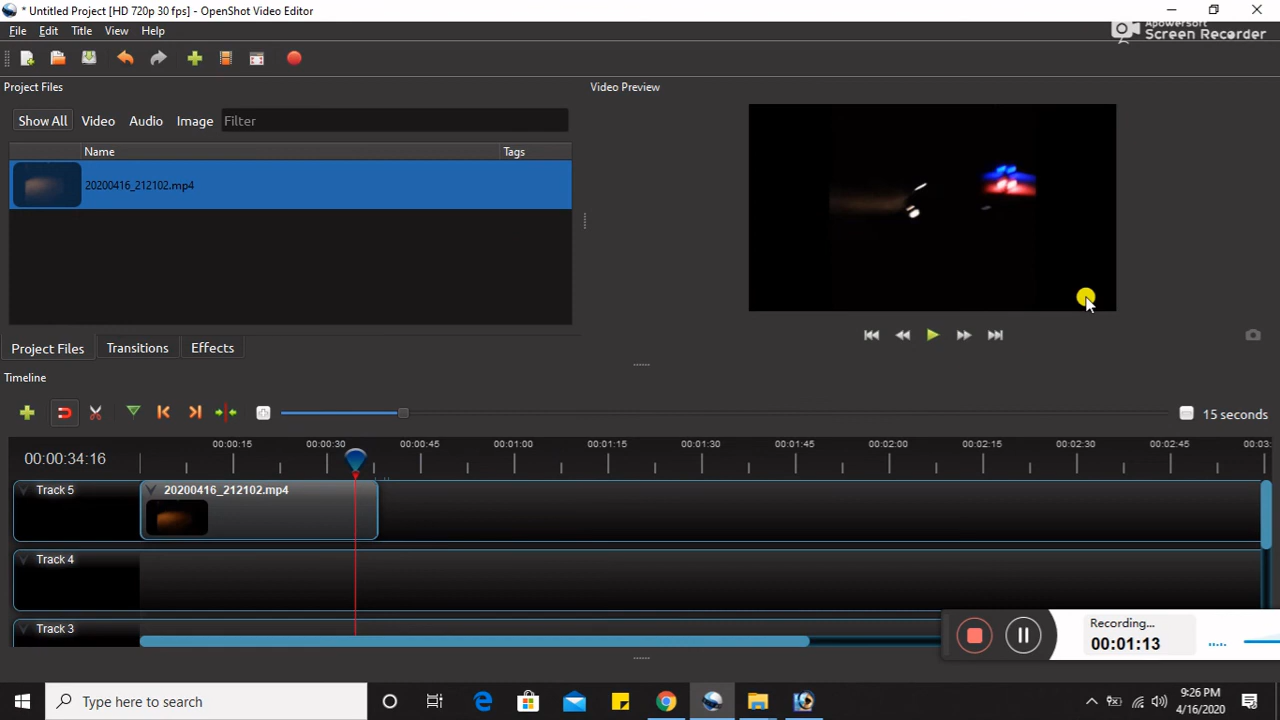 * Untitled Project [HD 720p 30 fps] - OpenShot Video Editor
File Edit Title View Help
Apowersoft
Screen Recorder
Project Files
Video Preview
Show All Video Audio Image Filter
Name Tags
20200416_212102.mp4
Project Files Transitions Effects
Timeline
15 seconds
00:00:34:16
00:00:15 00:00:30 00:00:45 00:01:00 00:01:15 00:01:30 00:01:45 00:02:00 00:02:15 00:02:30 00:02:45 00:03:
Track 5 20200416_212102.mp4
Track 4
Track 3
Recording...
00:01:13
Type here to search
9:26 PM
4/16/2020